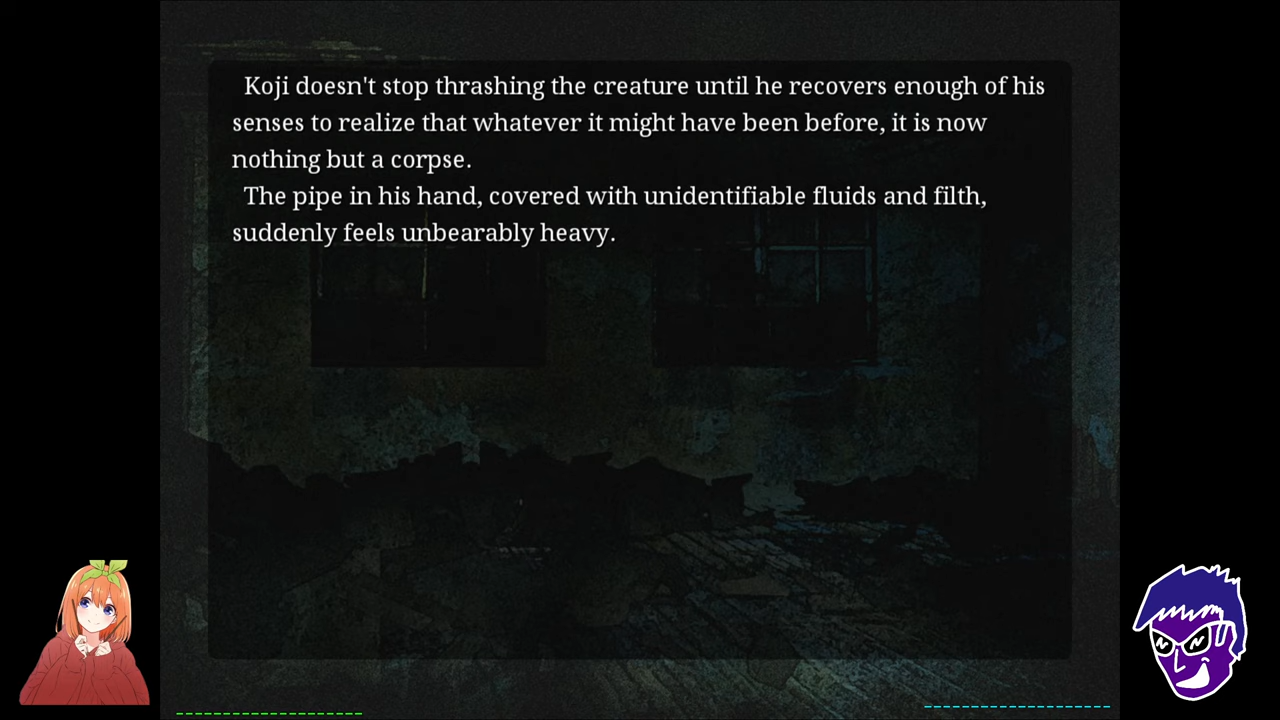 Koji doesn't stop thrashing the creature until he recovers enough of his
senses to realize that whatever it might have been before, it is now
nothing but a corpse.
The pipe in his hand, covered with unidentifiable fluids and filth,
suddenly feels unbearably heavy.